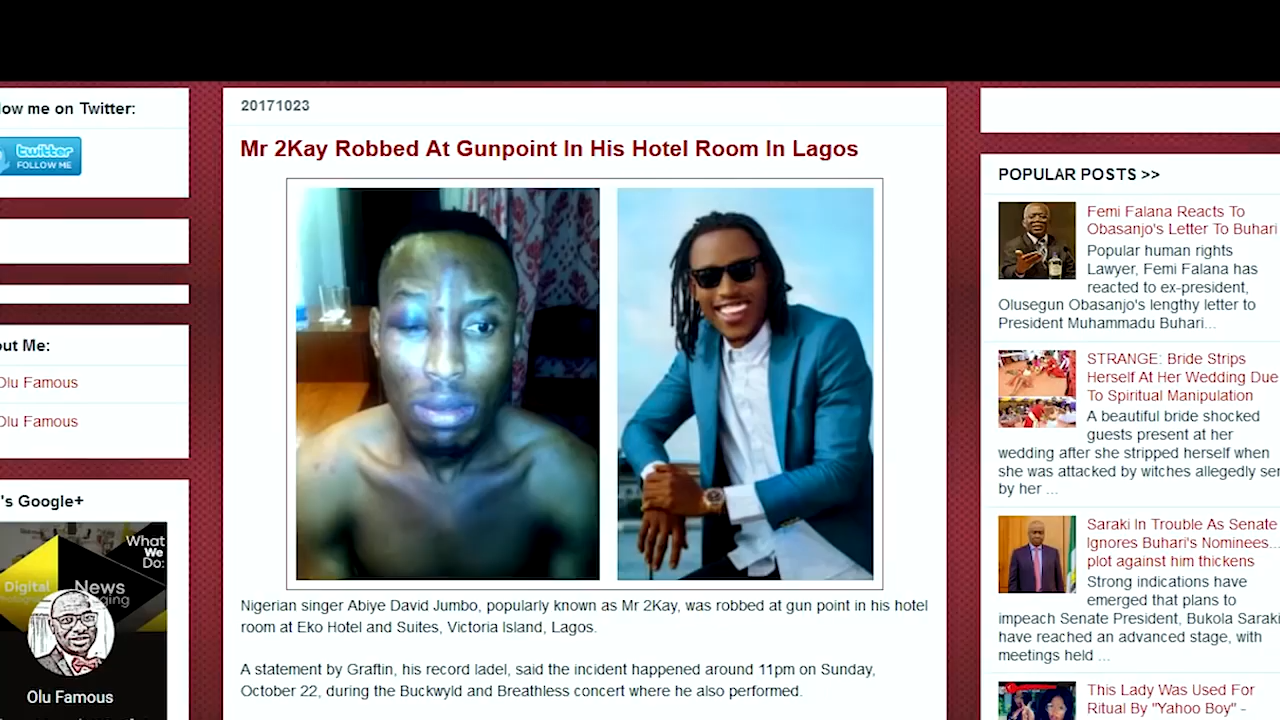 low me on Twitter:
twitter
FOLLOW ME
out Me:
Olu Famous
Olu Famous
's Google+
What
We
Do:
Digital
News
Olu Famous
20171023
Mr 2Kay Robbed At Gunpoint In His Hotel Room In Lagos
Nigerian singer Abiye David Jumbo, popularly known as Mr 2Kay, was robbed at gun point in his hotel
room at Eko Hotel and Suites, Victoria Island, Lagos.
A statement by Graftin, his record ladel, said the incident happened around 11pm on Sunday,
October 22, during the Buckwyld and Breathless concert where he also performed.
POPULAR POSTS >>
Femi Falana Reacts To
Obasanjo's Letter To Buhari
Popular human rights
Lawyer, Femi Falana has
reacted to ex-president,
Olusegun Obasanjo's lengthy letter to
President Muhammadu Buhari...
STRANGE: Bride Strips
Herself At Her Wedding Due
To Spiritual Manipulation
A beautiful bride shocked
guests present at her
wedding after she stripped herself when
she was attacked by witches allegedly se
by her ...
Saraki In Trouble As Senate
Ignores Buhari's Nominees...
plot against him thickens
Strong indications have
emerged that plans to
impeach Senate President, Bukola Saraki
have reached an advanced stage, with
meetings held ...
This Lady Was Used For
Ritual By "Yahoo Boy" -